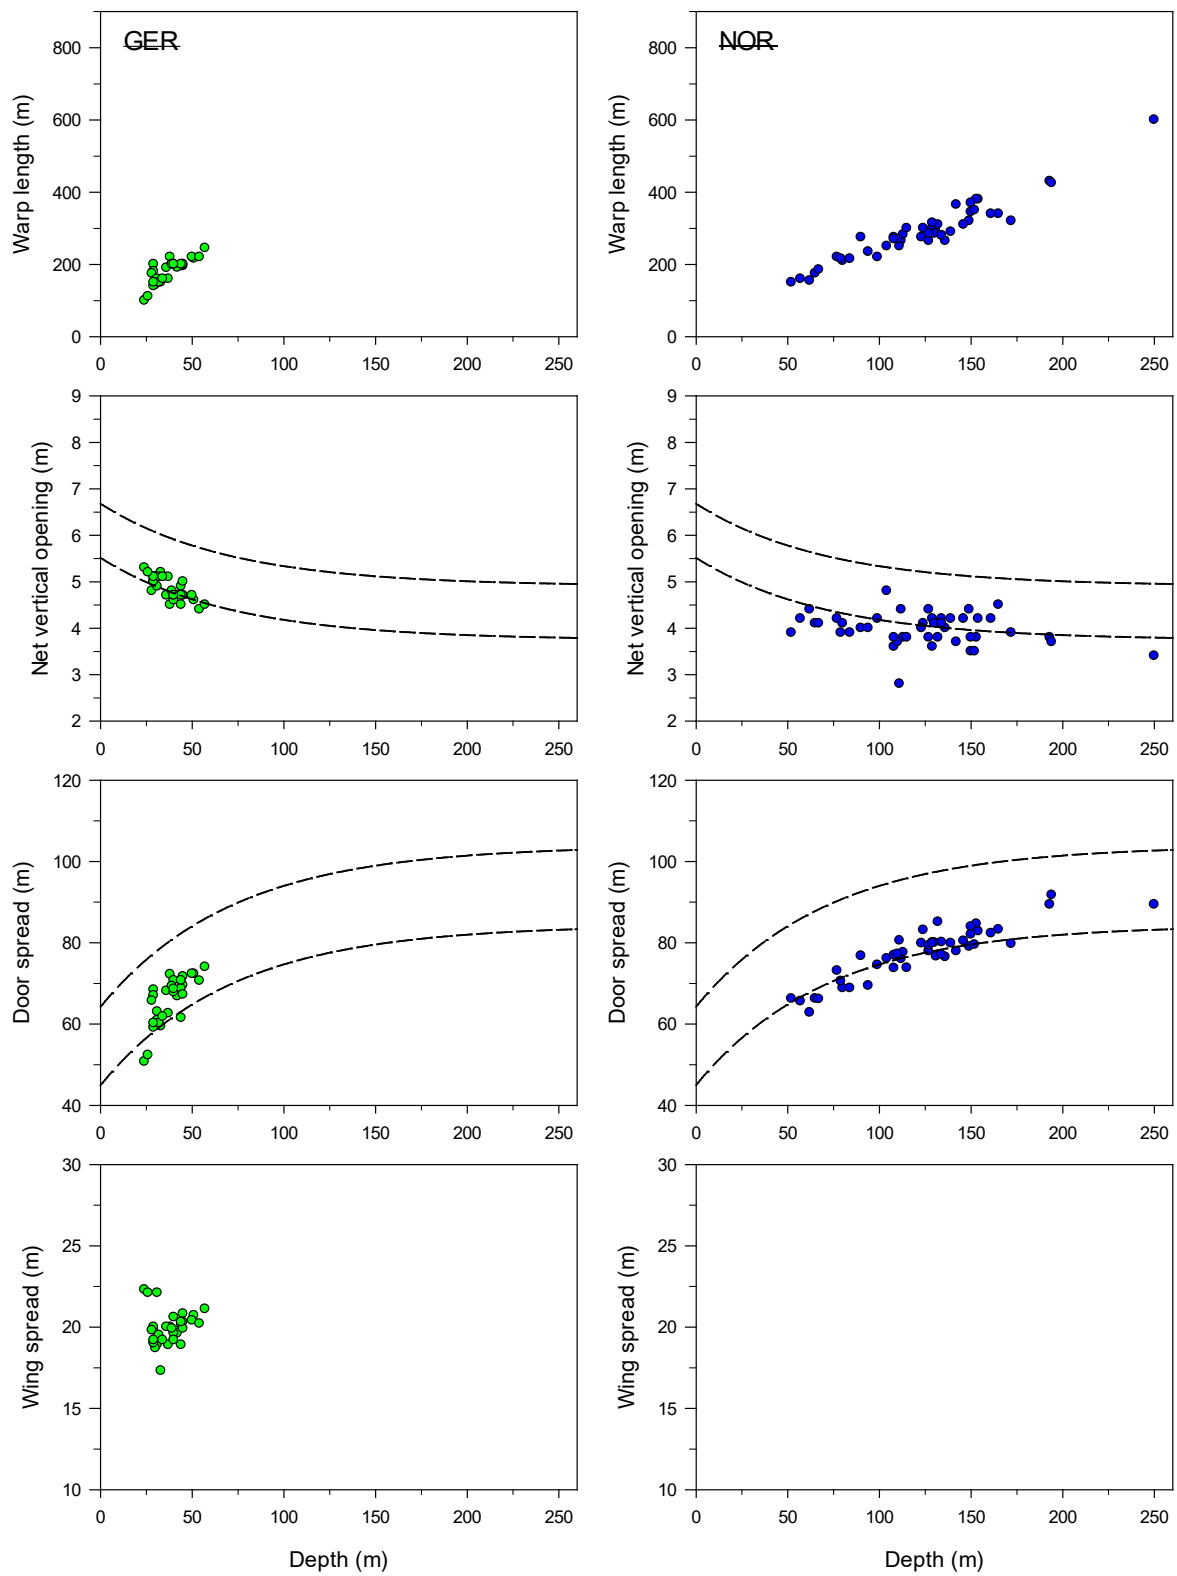 GER
Warp length (m)
800
600
400
200
0
0 50 100 150 200 250
NOR
Warp length (m)
800
600
400
200
0
0 50 100 150 200 250
Net vertical opening (m)
9
8
7
6
5
4
3
2
0 50 100 150 200 250
Net vertical opening (m)
9
8
7
6
5
4
3
2
0 50 100 150 200 250
Door spread (m)
120
100
80
60
40
0 50 100 150 200 250
Door spread (m)
120
100
80
60
40
0 50 100 150 200 250
Wing spread (m)
30
25
20
15
10
0 50 100 150 200 250
Depth (m)
Wing spread (m)
30
25
20
15
10
0 50 100 150 200 250
Depth (m)